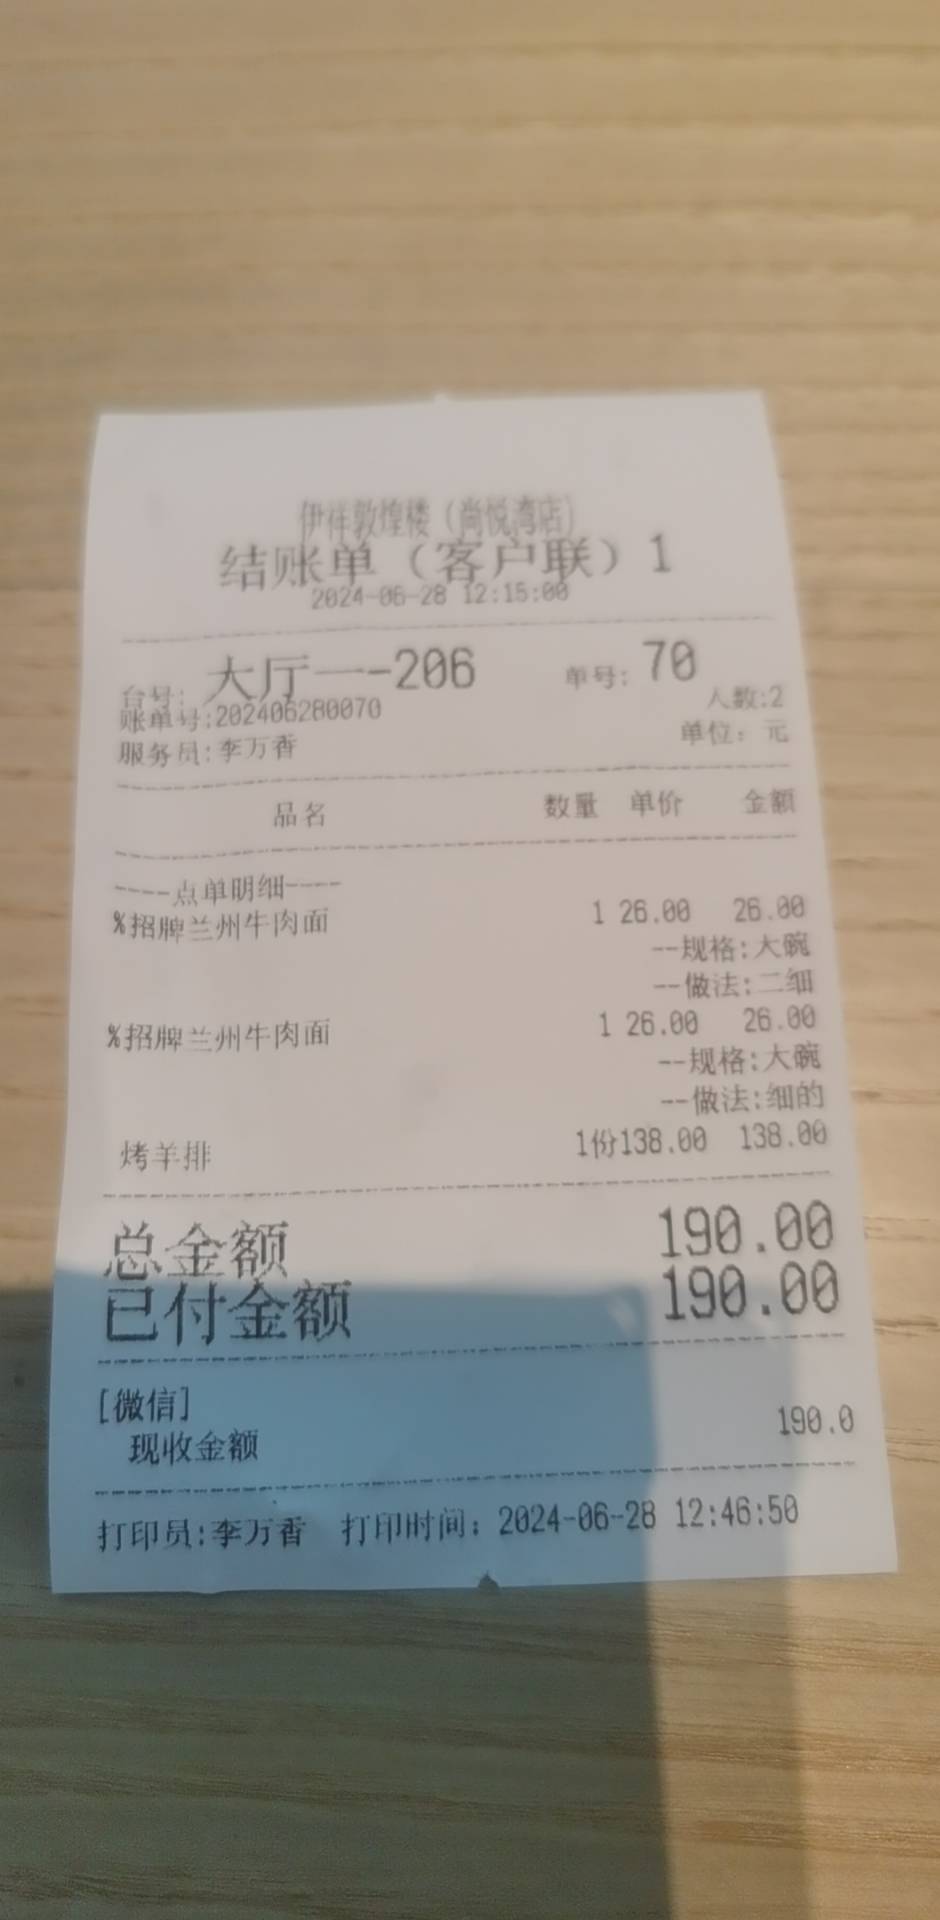 伊祥敦煌楼（尚悦湾店）
结账单（客户联）1
2024-06-28 12:15:00
台号: 大厅一-206 单号: 70
账单号:202406280070 人数:2
服务员:李万香 单位: 元
品名 数量 单价 金额
----点单明细----
%招牌兰州牛肉面 1 26.00 26.00
--规格:大碗
--做法:二细
%招牌兰州牛肉面 1 26.00 26.00
--规格:大碗
--做法:细的
烤羊排 1份138.00 138.00
总金额 190.00
已付金额 190.00
[微信]
现收金额 190.0
打印员:李万香 打印时间: 2024-06-28 12:46:50